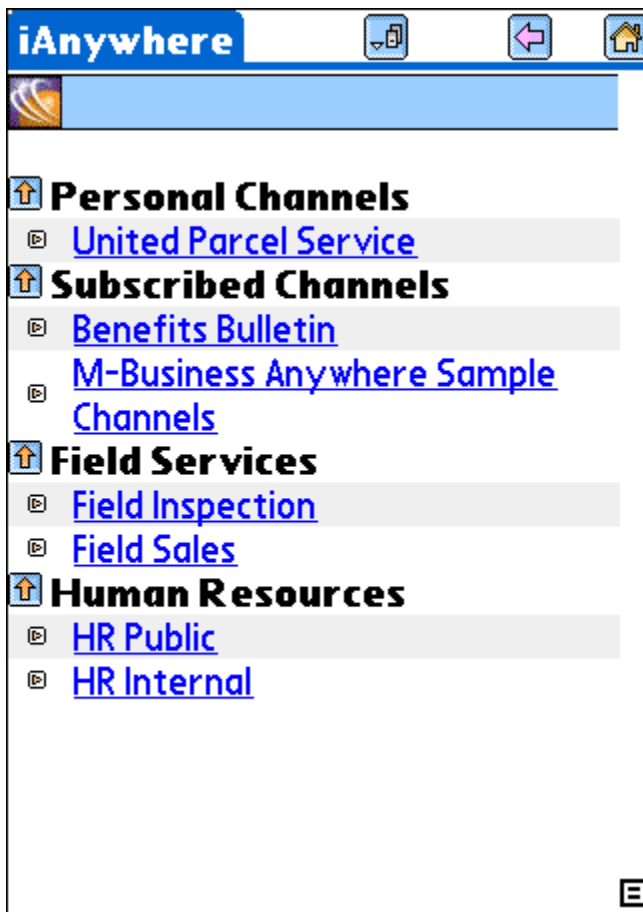 iAnywhere
Personal Channels
United Parcel Service
Subscribed Channels
Benefits Bulletin
M-Business Anywhere Sample
Channels
Field Services
Field Inspection
Field Sales
Human Resources
HR Public
HR Internal